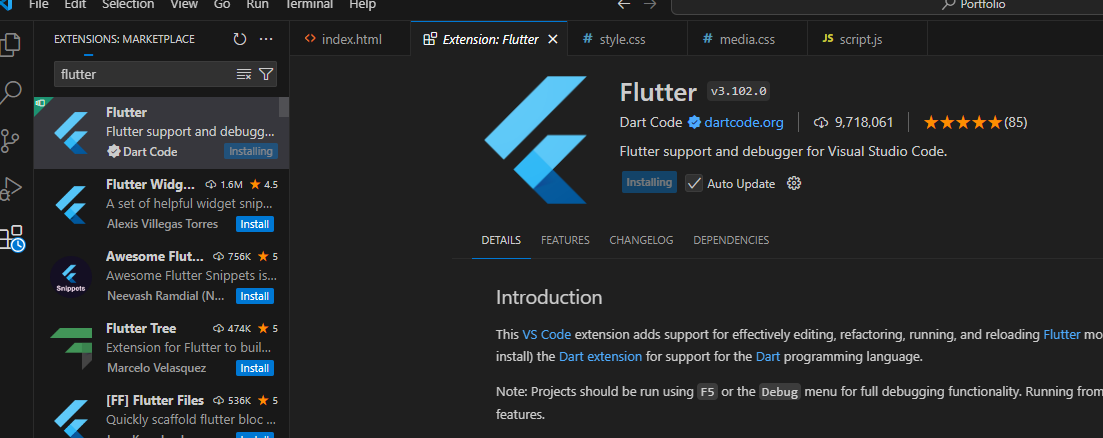 File Edit Selection View Go Run Terminal Help
Portfolio
EXTENSIONS: MARKETPLACE
flutter
Flutter
Flutter support and debugg...
Dart Code
Installing
Flutter Widg... 1.6M 4.5
A set of helpful widget snip...
Alexis Villegas Torres
Install
Awesome Flut... 756K 5
Awesome Flutter Snippets is...
Neevash Ramdial (N...
Install
Snippets
Flutter Tree 474K 5
Extension for Flutter to buil...
Marcelo Velasquez
Install
[FF] Flutter Files 536K 5
Quickly scaffold flutter bloc ...
Install
<> index.html
Extension: Flutter
# style.css
# media.css
JS script.js
Flutter v3.102.0
Dart Code dartcode.org 9,718,061 (85)
Flutter support and debugger for Visual Studio Code.
Installing Auto Update
DETAILS FEATURES CHANGELOG DEPENDENCIES
Introduction
This VS Code extension adds support for effectively editing, refactoring, running, and reloading Flutter mo
install) the Dart extension for support for the Dart programming language.
Note: Projects should be run using F5 or the Debug menu for full debugging functionality. Running from
features.